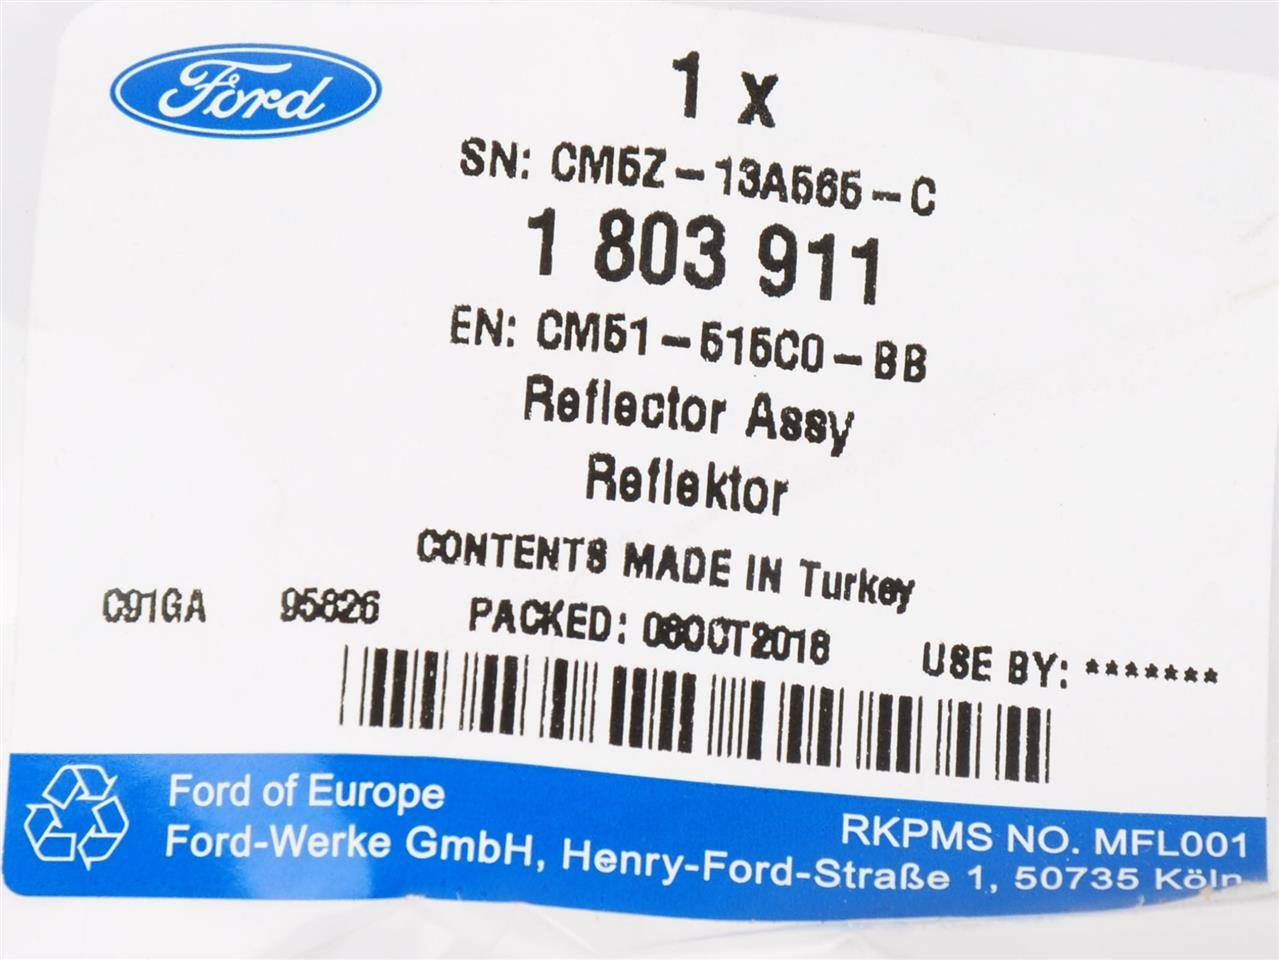 Ford
1 x
SN: CM5Z-13A565-C
1 803 911
EN: CM51-515C0-BB
Reflector Assy
Reflektor
CONTENTS MADE IN Turkey
C91GA 95826 PACKED: 08OCT2018 USE BY: *******
Ford of Europe
Ford-Werke GmbH, Henry-Ford-Straße 1, 50735 Köln
RKPMS NO. MFL001